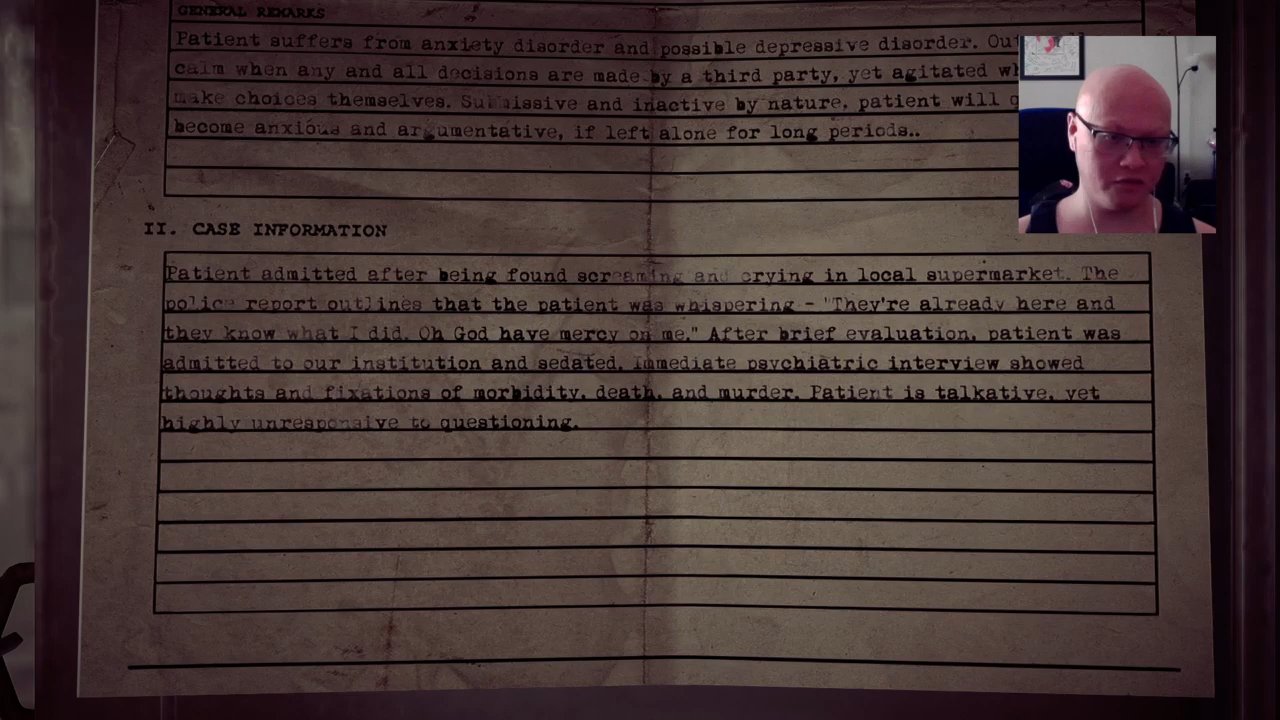 GENERAL REMARKS
Patient suffers from anxiety disorder and possible depressive disorder.
calm when any and all decisions are made by a third party, yet agitated
make choices themselves. Submissive and inactive by nature, patient will
become anxious and argumentative, if left alone for long periods..
II. CASE INFORMATION
Patient admitted after being found screaming and crying in local supermarket. The
police report outlines that the patient was whispering - "They're already here and
they know what I did. Oh God have mercy on me." After brief evaluation, patient was
admitted to our institution and sedated. Immediate psychiatric interview showed
thoughts and fixations of morbidity, death, and murder. Patient is talkative, yet
highly unresponsive to questioning.